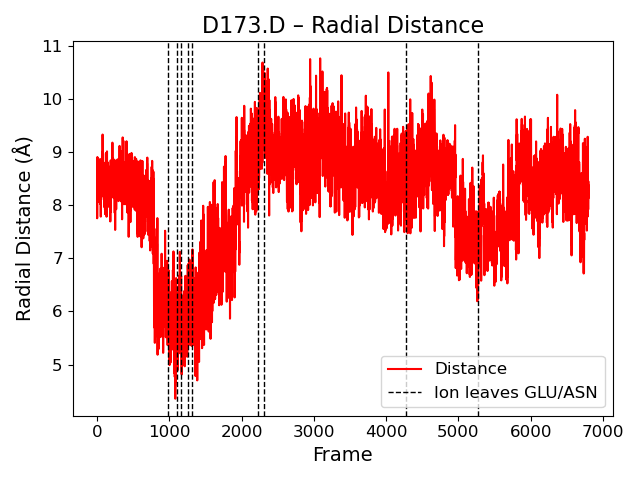 D173.D – Radial Distance
Radial Distance (Å)
11
10
9
8
7
6
5
0 1000 2000 3000 4000 5000 6000 7000
Frame
Distance
Ion leaves GLU/ASN